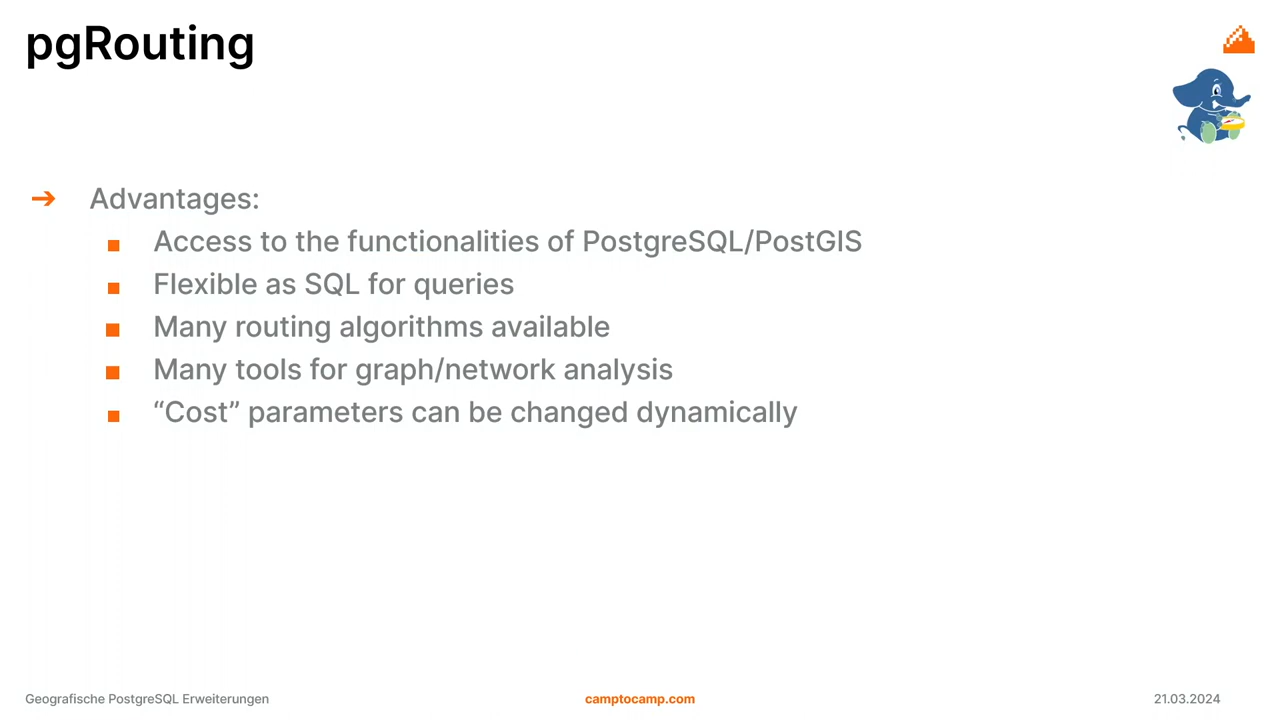 pgRouting
➔ Advantages:
■ Access to the functionalities of PostgreSQL/PostGIS
■ Flexible as SQL for queries
■ Many routing algorithms available
■ Many tools for graph/network analysis
■ “Cost” parameters can be changed dynamically
Geografische PostgreSQL Erweiterungen
camptocamp.com
21.03.2024